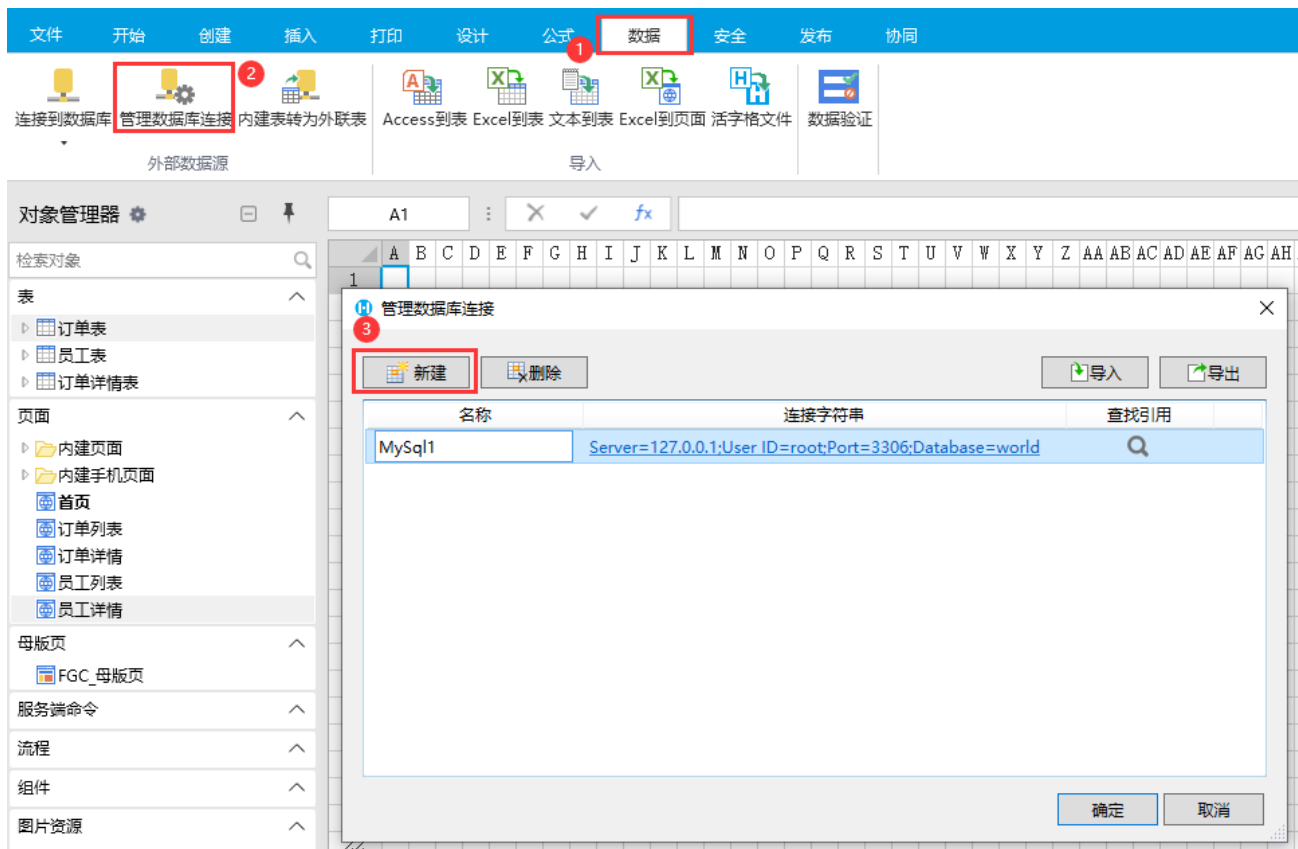 文件 开始 创建 插入 打印 设计 公式 1 数据 安全 发布 协同
2
连接到数据库 管理数据库连接 内建表转为外联表 Access到表 Excel到表 文本到表 Excel到页面 活字格文件 数据验证
外部数据源 导入
对象管理器 A1 fx
检索对象 A B C D E F G H I J K L M N O P Q R S T U V W X Y Z AA AB AC AD AE AF AG AH
1
表
订单表
员工表
订单详情表
页面
内建页面
内建手机页面
首页
订单列表
订单详情
员工列表
员工详情
母版页
FGC_母版页
服务端命令
流程
组件
图片资源
管理数据库连接
3
新建 删除 导入 导出
名称 连接字符串 查找引用
MySql1 Server=127.0.0.1;User ID=root;Port=3306;Database=world
确定 取消